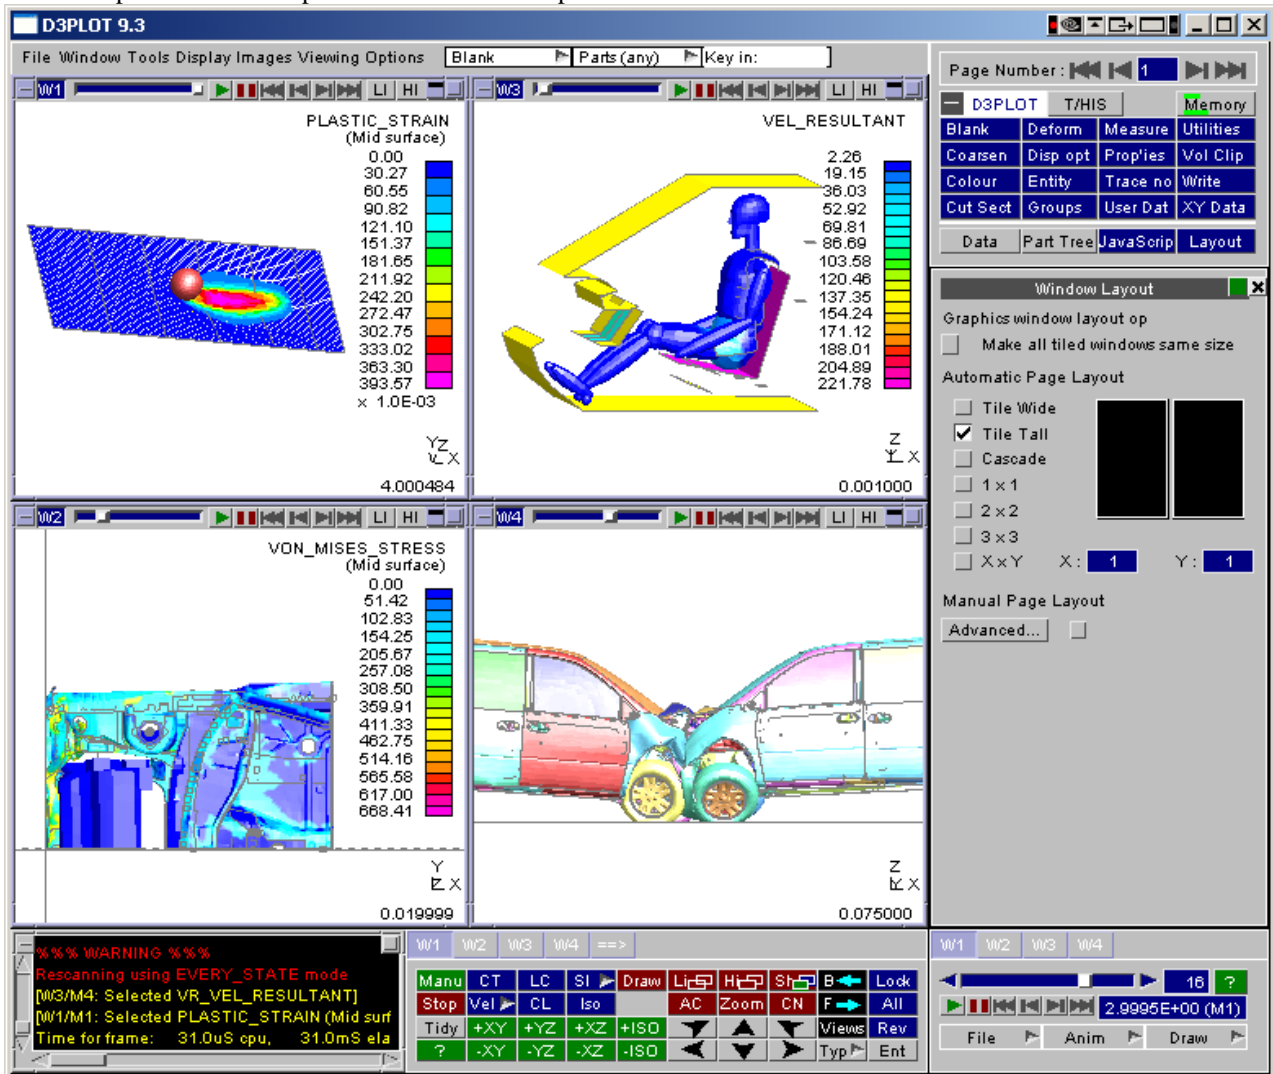 D3PLOT 9.3
File Window Tools Display Images Viewing Options Blank Parts (any) Key in:
W1 LI HI
PLASTIC_STRAIN
(Mid surface)
0.00
30.27
60.55
90.82
121.10
151.37
181.65
211.92
242.20
272.47
302.75
333.02
363.30
393.57
x 1.0E-03
Y Z X
4.000484
W3 LI HI
VEL_RESULTANT
2.26
19.15
36.03
52.92
69.81
86.69
103.58
120.46
137.35
154.24
171.12
188.01
204.89
221.78
Z
Y X
0.001000
W2 LI HI
VON_MISES_STRESS
(Mid surface)
0.00
51.42
102.83
154.25
205.67
257.08
308.50
359.91
411.33
462.75
514.16
565.58
617.00
668.41
Y
Z X
0.019999
W4 LI HI
Z
X
0.075000
Page Number: 1
D3PLOT T/HIS Memory
Blank Deform Measure Utilities
Coarsen Disp opt Prop'ies Vol Clip
Colour Entity Trace no Write
Cut Sect Groups User Dat XY Data
Data Part Tree JavaScrip Layout
Window Layout
Graphics window layout op
Make all tiled windows same size
Automatic Page Layout
Tile Wide
Tile Tall
Cascade
1 x 1
2 x 2
3 x 3
X x Y X: 1 Y: 1
Manual Page Layout
Advanced...
%%% WARNING %%%
Rescanning using EVERY_STATE mode
[W3/M4: Selected VR_VEL_RESULTANT]
[W1/M1: Selected PLASTIC_STRAIN (Mid surf
Time for frame: 31.0uS cpu, 31.0mS ela
W1 W2 W3 W4 ==>
Manu CT LC SI Draw Li Hi Sh B Lock
Stop Vel CL Iso AC Zoom CN F All
Tidy +XY +YZ +XZ +ISO Views Rev
? -XY -YZ -XZ -ISO Typ Ent
W1 W2 W3 W4
16 ?
2.9995E+00 (M1)
File Anim Draw